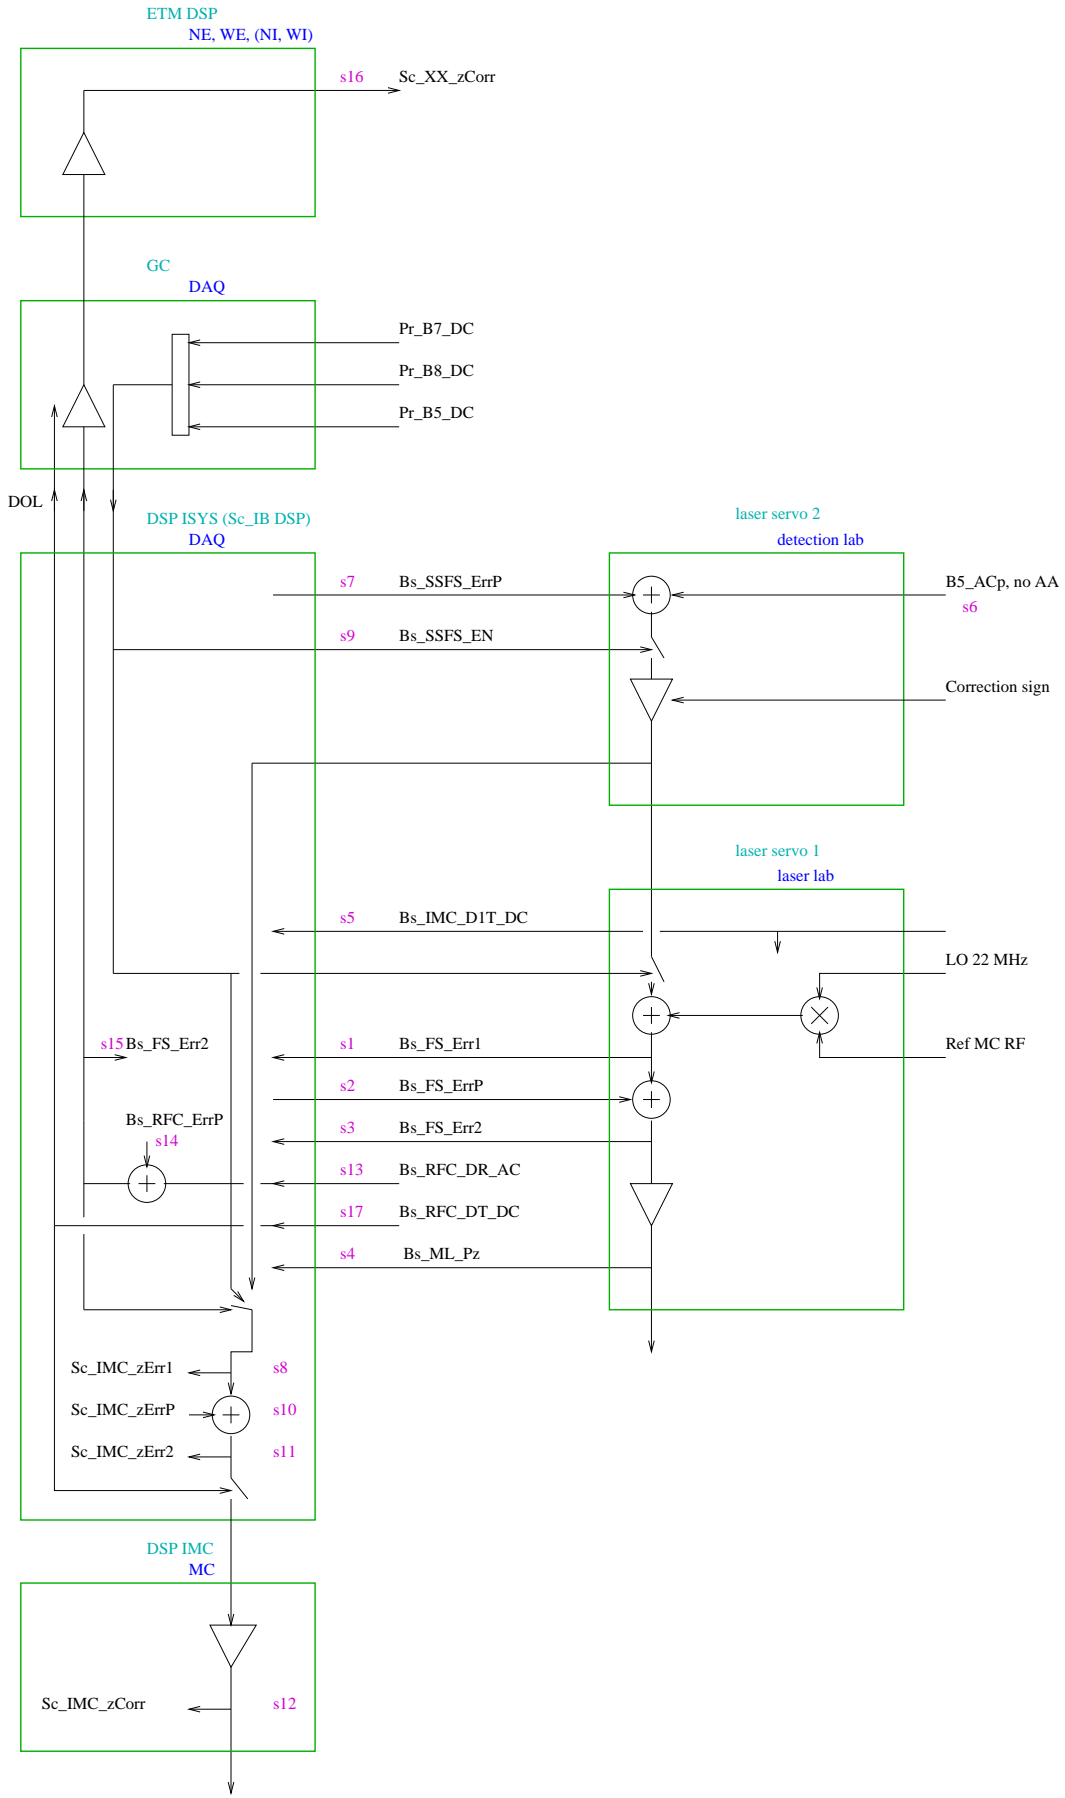 ETM DSP
NE, WE, (NI, WI)
s16 Sc_XX_zCorr
GC
DAQ
Pr_B7_DC
Pr_B8_DC
Pr_B5_DC
DOL
DSP ISYS (Sc_IB DSP)
DAQ
laser servo 2
detection lab
s7 Bs_SSFS_ErrP
B5_ACp, no AA
s6
s9 Bs_SSFS_EN
Correction sign
laser servo 1
laser lab
s5 Bs_IMC_D1T_DC
LO 22 MHz
s15 Bs_FS_Err2
s1 Bs_FS_Err1
Ref MC RF
s2 Bs_FS_ErrP
Bs_RFC_ErrP
s14
s3 Bs_FS_Err2
s13 Bs_RFC_DR_AC
s17 Bs_RFC_DT_DC
s4 Bs_ML_Pz
Sc_IMC_zErr1 s8
Sc_IMC_zErrP s10
Sc_IMC_zErr2 s11
DSP IMC
MC
Sc_IMC_zCorr s12